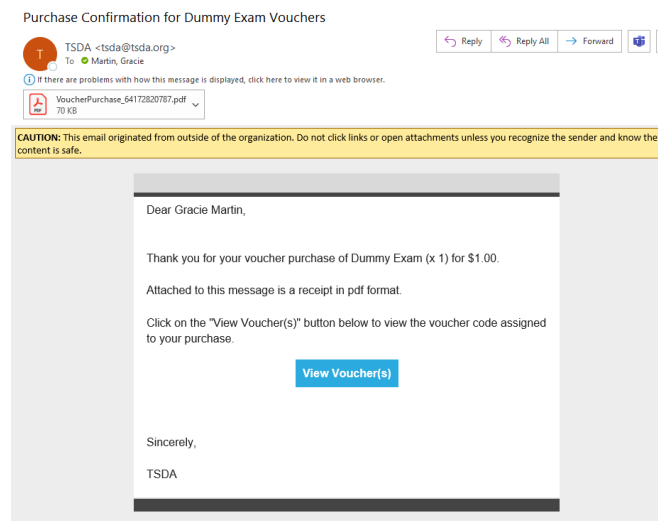 Purchase Confirmation for Dummy Exam Vouchers
T
TSDA <tsda@tsda.org>
To Martin, Gracie
Reply
Reply All
Forward
If there are problems with how this message is displayed, click here to view it in a web browser.
PDF
VoucherPurchase_64172820787.pdf
70 KB
CAUTION: This email originated from outside of the organization. Do not click links or open attachments unless you recognize the sender and know the
content is safe.
Dear Gracie Martin,
Thank you for your voucher purchase of Dummy Exam (x 1) for $1.00.
Attached to this message is a receipt in pdf format.
Click on the "View Voucher(s)" button below to view the voucher code assigned
to your purchase.
View Voucher(s)
Sincerely,
TSDA